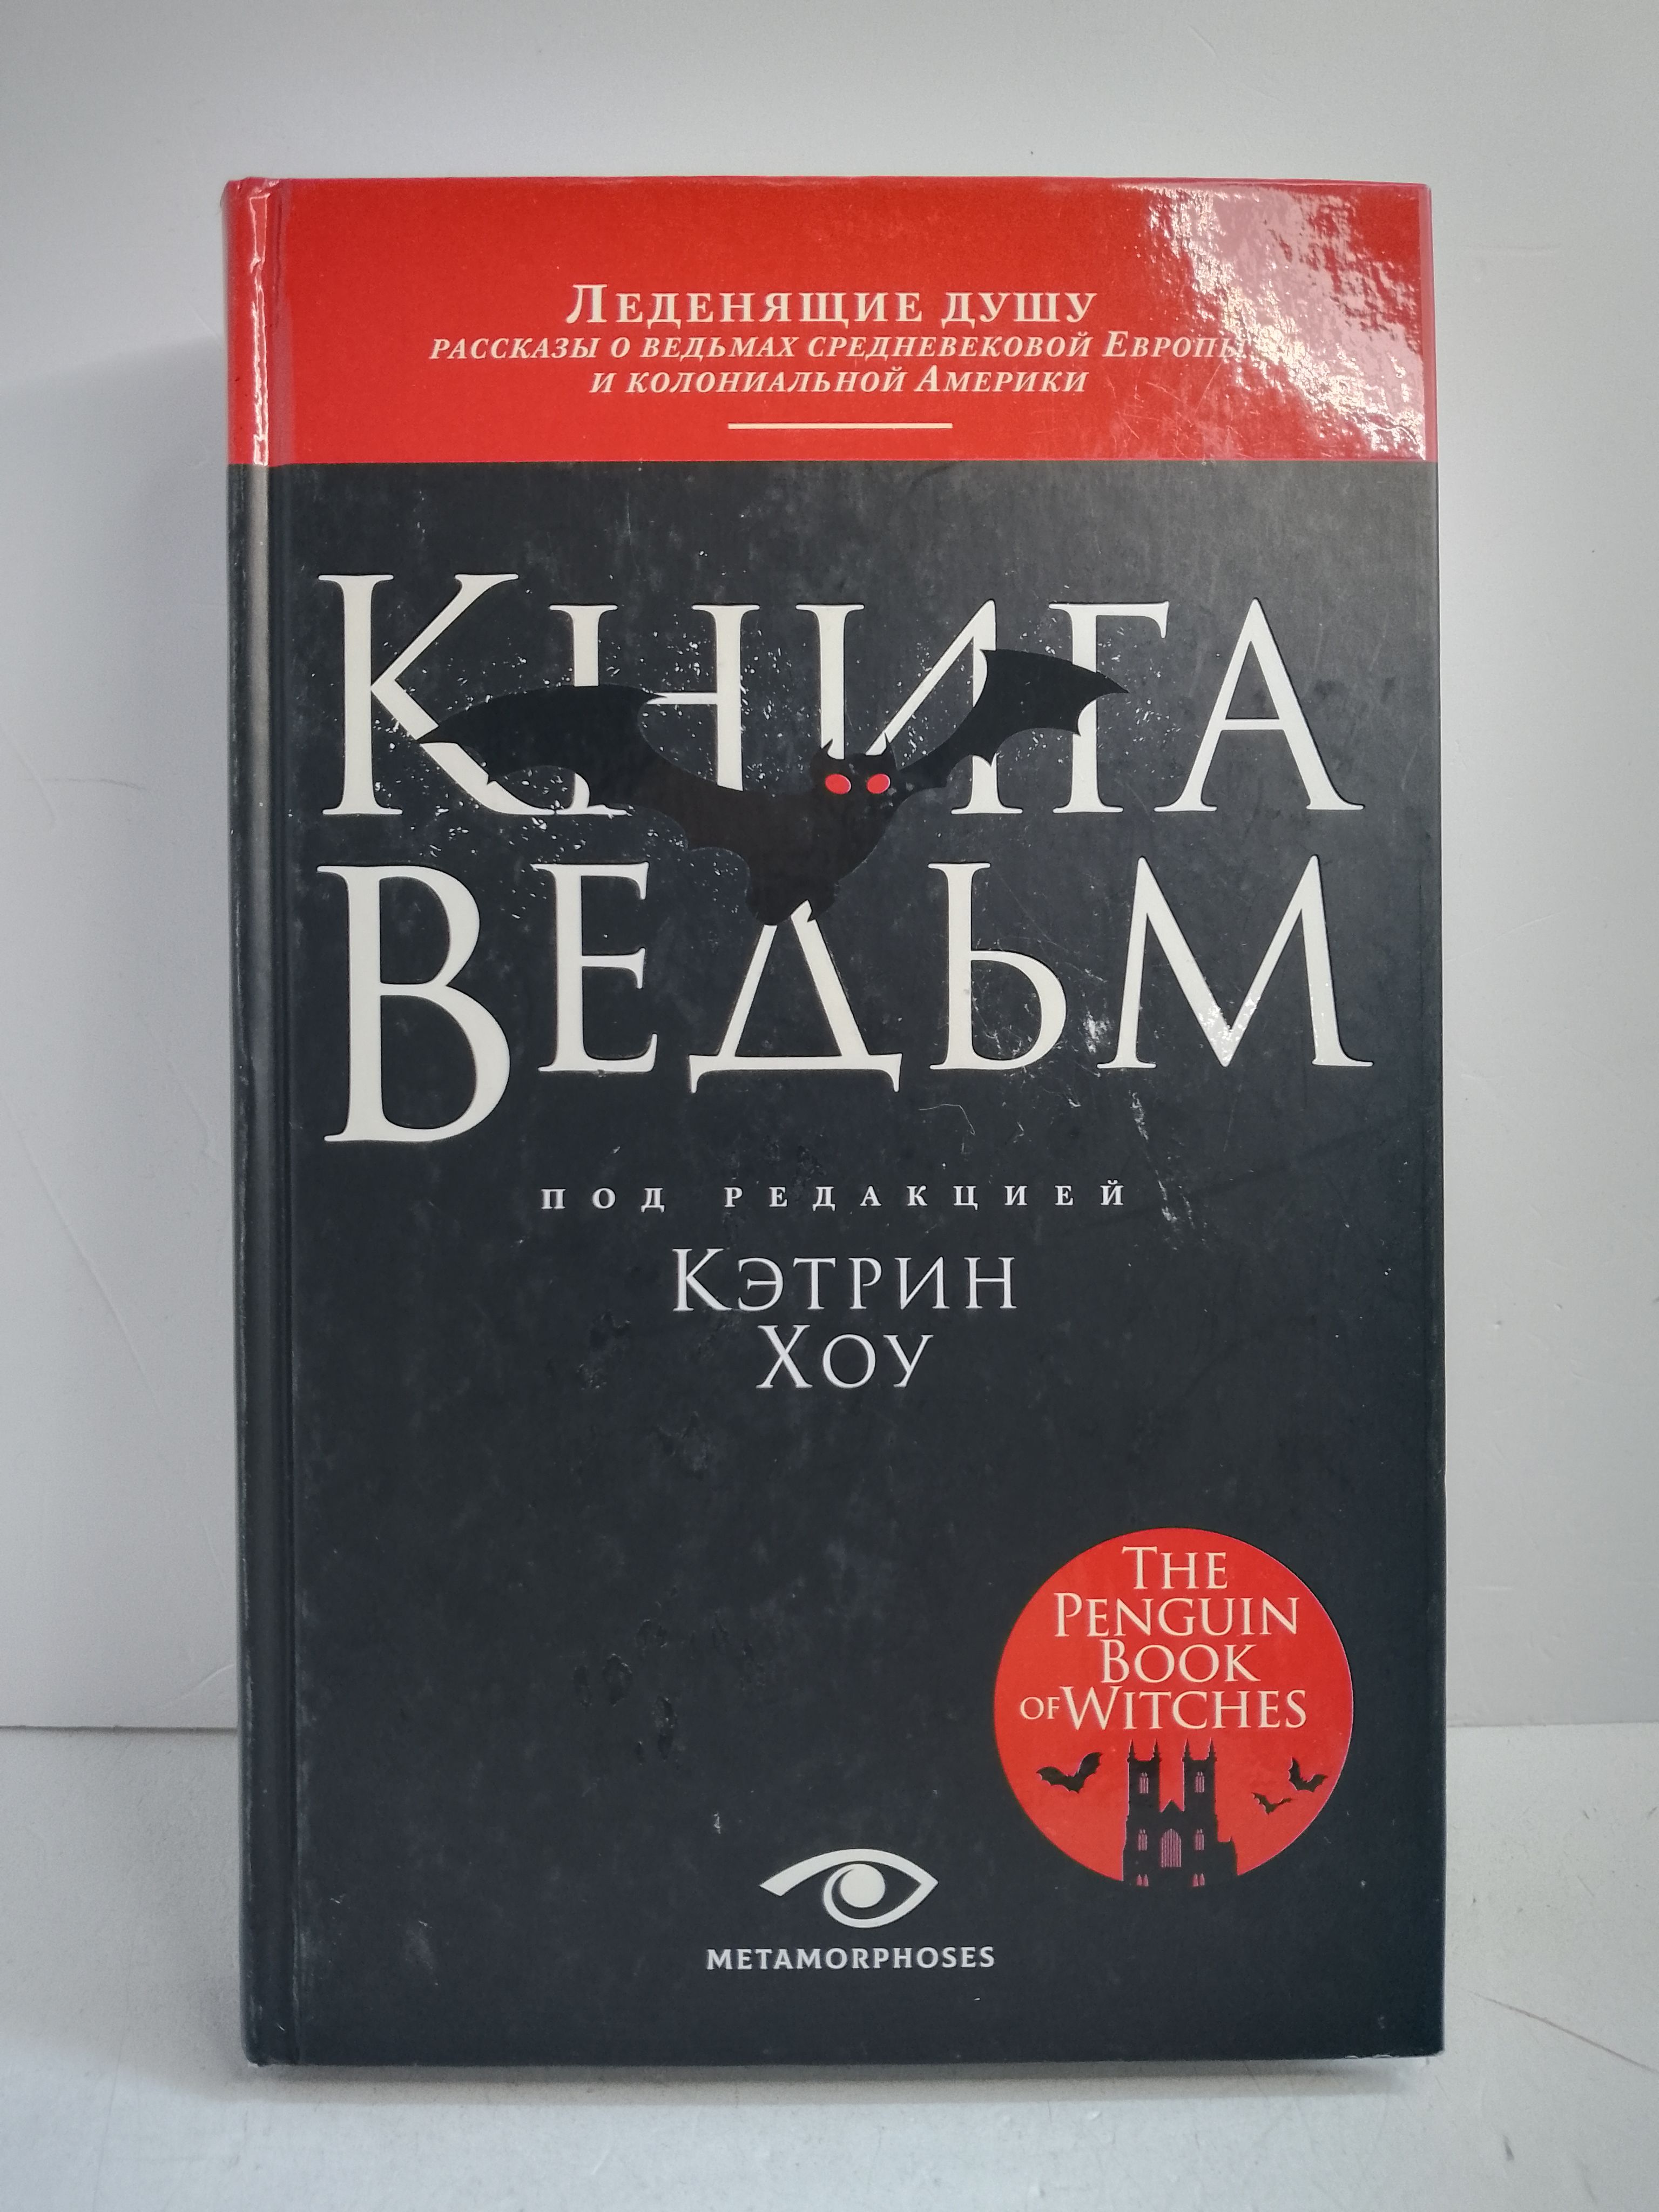 Леденящие душу
рассказы о ведьмах средневековой Европы
и колониальной Америки
Книга
Ведьм
под редакцией
Кэтрин
Хоу
The
Penguin
Book
of Witches
METAMORPHOSES